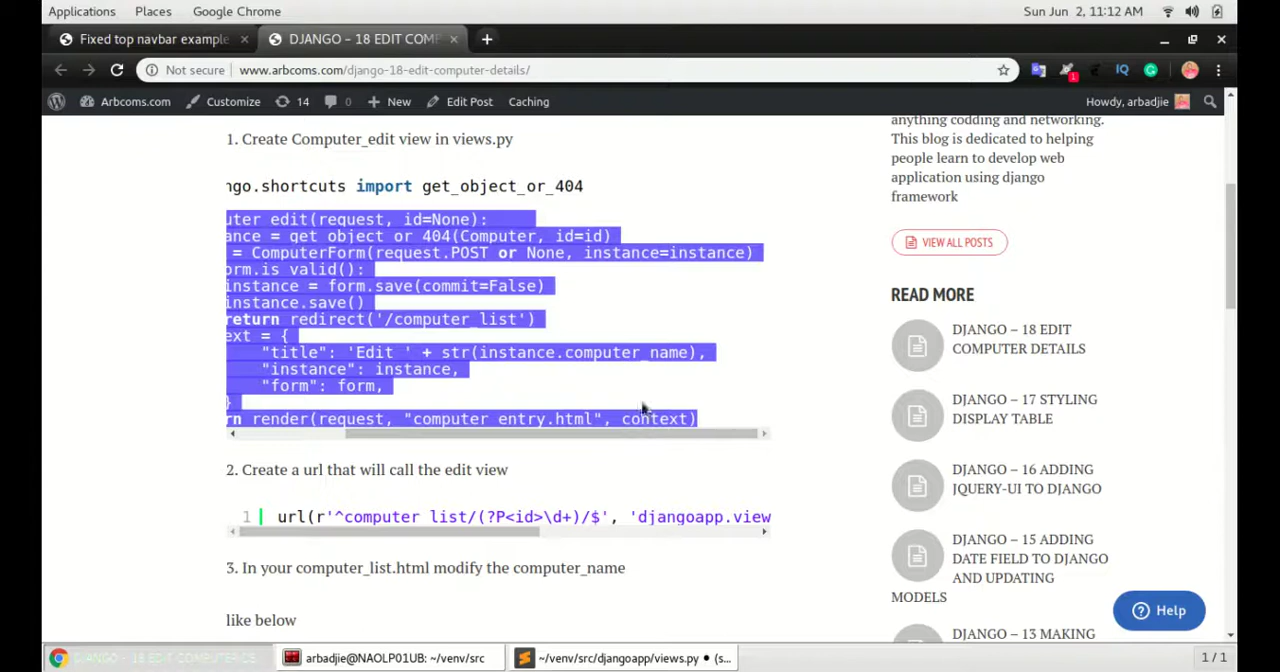 Applications Places Google Chrome Sun Jun 2, 11:12 AM
Fixed top navbar example × DJANGO – 18 EDIT COMP × +
Not secure www.arbcoms.com/django-18-edit-computer-details/ IQ 1
Arbcoms.com Customize 14 0 New Edit Post Caching Howdy, arbadjie
1. Create Computer_edit view in views.py
ngo.shortcuts import get_object_or_404
uter_edit(request, id=None):
ance = get_object_or_404(Computer, id=id)
= ComputerForm(request.POST or None, instance=instance)
orm.is_valid():
instance = form.save(commit=False)
instance.save()
return redirect('/computer_list')
ext = {
"title": 'Edit ' + str(instance.computer_name),
"instance": instance,
"form": form,
}
rn render(request, "computer_entry.html", context)
2. Create a url that will call the edit view
1 url(r'^computer_list/(?P<id>\d+)/$', 'djangoapp.view
3. In your computer_list.html modify the computer_name
like below
anything codding and networking.
This blog is dedicated to helping
people learn to develop web
application using django
framework
VIEW ALL POSTS
READ MORE
DJANGO – 18 EDIT
COMPUTER DETAILS
DJANGO – 17 STYLING
DISPLAY TABLE
DJANGO – 16 ADDING
JQUERY-UI TO DJANGO
DJANGO – 15 ADDING
DATE FIELD TO DJANGO
AND UPDATING
MODELS
DJANGO – 13 MAKING
Help
DJANGO – 18 EDIT COMPUTER DE arbadjie@NAOLP01UB: ~/venv/src ~/venv/src/djangoapp/views.py • (s... 1 / 1